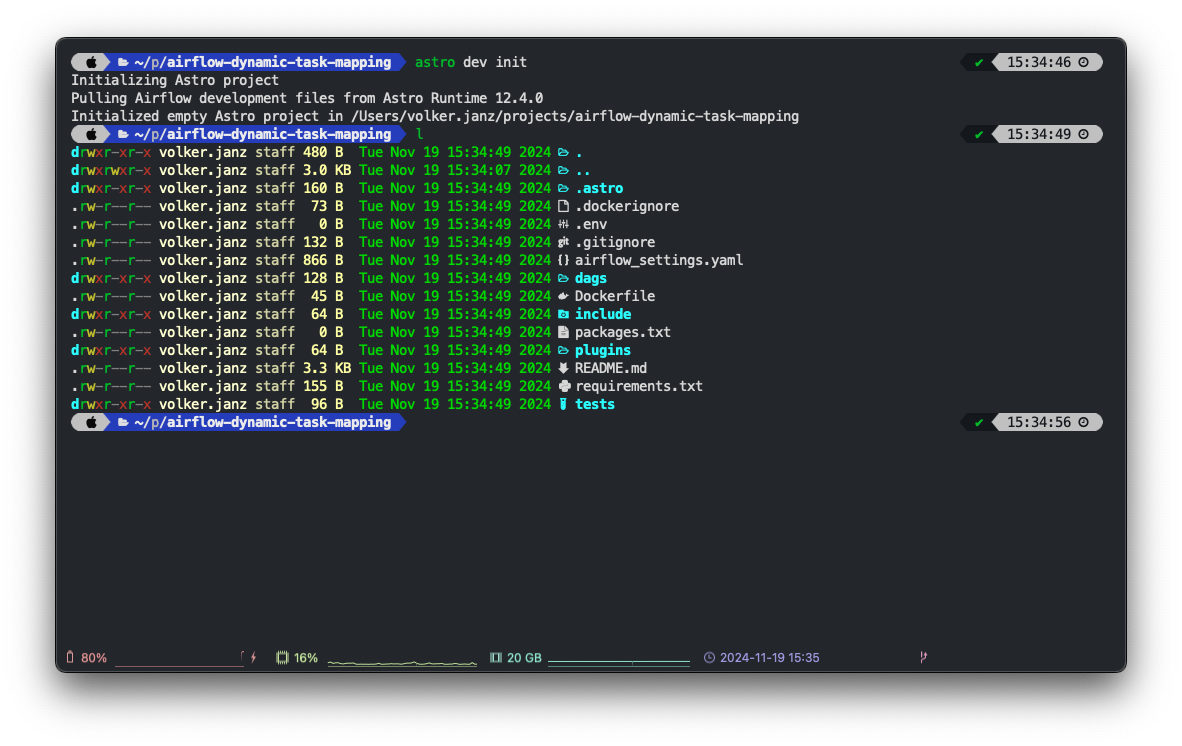 ~/p/airflow-dynamic-task-mapping astro dev init ✔ 15:34:46
Initializing Astro project
Pulling Airflow development files from Astro Runtime 12.4.0
Initialized empty Astro project in /Users/volker.janz/projects/airflow-dynamic-task-mapping
~/p/airflow-dynamic-task-mapping l ✔ 15:34:49
drwxr-xr-x volker.janz staff 480 B Tue Nov 19 15:34:49 2024 .
drwxrwxr-x volker.janz staff 3.0 KB Tue Nov 19 15:34:07 2024 ..
drwxr-xr-x volker.janz staff 160 B Tue Nov 19 15:34:49 2024 .astro
.rw-r--r-- volker.janz staff 73 B Tue Nov 19 15:34:49 2024 .dockerignore
.rw-r--r-- volker.janz staff 0 B Tue Nov 19 15:34:49 2024 .env
.rw-r--r-- volker.janz staff 132 B Tue Nov 19 15:34:49 2024 .gitignore
.rw-r--r-- volker.janz staff 866 B Tue Nov 19 15:34:49 2024 {} airflow_settings.yaml
drwxr-xr-x volker.janz staff 128 B Tue Nov 19 15:34:49 2024 dags
.rw-r--r-- volker.janz staff 45 B Tue Nov 19 15:34:49 2024 Dockerfile
drwxr-xr-x volker.janz staff 64 B Tue Nov 19 15:34:49 2024 include
.rw-r--r-- volker.janz staff 0 B Tue Nov 19 15:34:49 2024 packages.txt
drwxr-xr-x volker.janz staff 64 B Tue Nov 19 15:34:49 2024 plugins
.rw-r--r-- volker.janz staff 3.3 KB Tue Nov 19 15:34:49 2024 README.md
.rw-r--r-- volker.janz staff 155 B Tue Nov 19 15:34:49 2024 requirements.txt
drwxr-xr-x volker.janz staff 96 B Tue Nov 19 15:34:49 2024 tests
~/p/airflow-dynamic-task-mapping ✔ 15:34:56
80% 16% 20 GB 2024-11-19 15:35